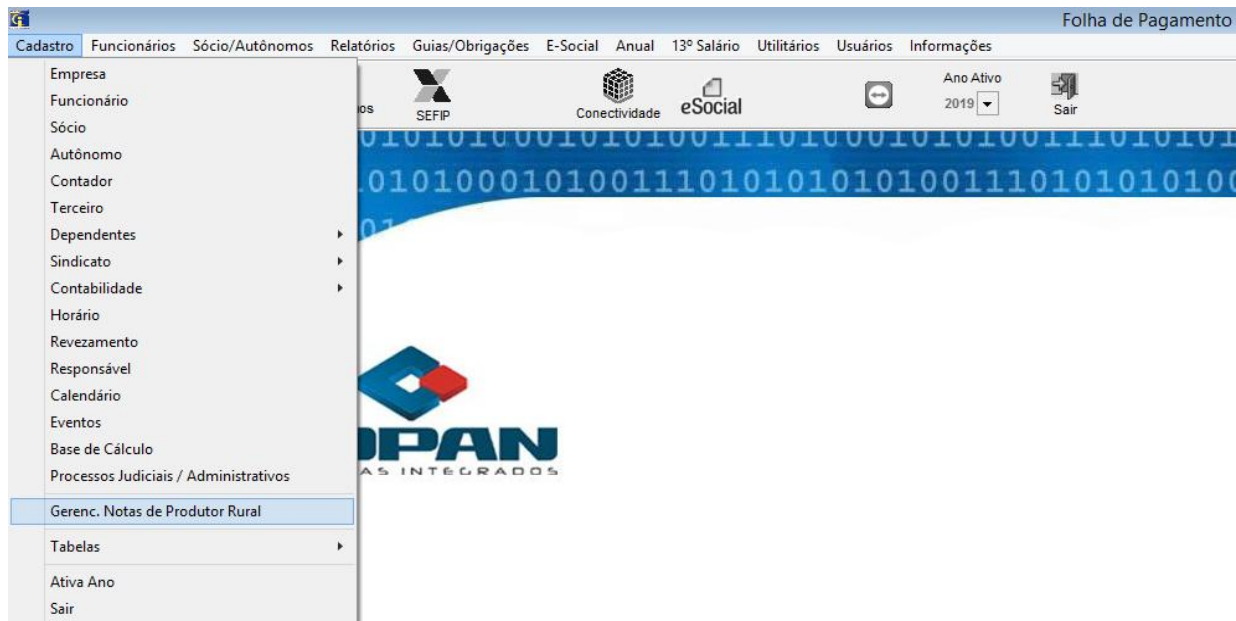 Folha de Pagamento
Cadastro Funcionários Sócio/Autônomos Relatórios Guias/Obrigações E-Social Anual 13º Salário Utilitários Usuários Informações
Empresa
Funcionário
Sócio
Autônomo
Contador
Terceiro
Dependentes
Sindicato
Contabilidade
Horário
Revezamento
Responsável
Calendário
Eventos
Base de Cálculo
Processos Judiciais / Administrativos
Gerenc. Notas de Produtor Rural
Tabelas
Ativa Ano
Sair
SEFIP
Conectividade
eSocial
Ano Ativo
2019
Sair
OPAN
AS INTEGRADOS